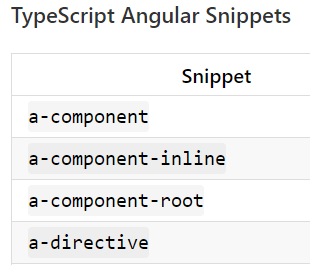 TypeScript Angular Snippets
Snippet
a-component
a-component-inline
a-component-root
a-directive